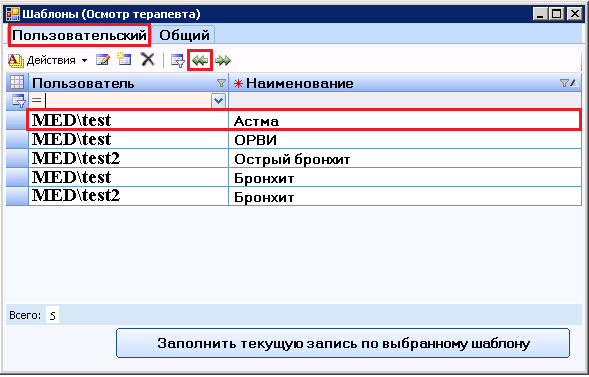 Шаблоны (Осмотр терапевта)
Пользовательский Общий
Действия
Пользователь * Наименование
=
MED\test Астма
MED\test ОРВИ
MED\test2 Острый бронхит
MED\test Бронхит
MED\test2 Бронхит
Всего: 5
Заполнить текущую запись по выбранному шаблону